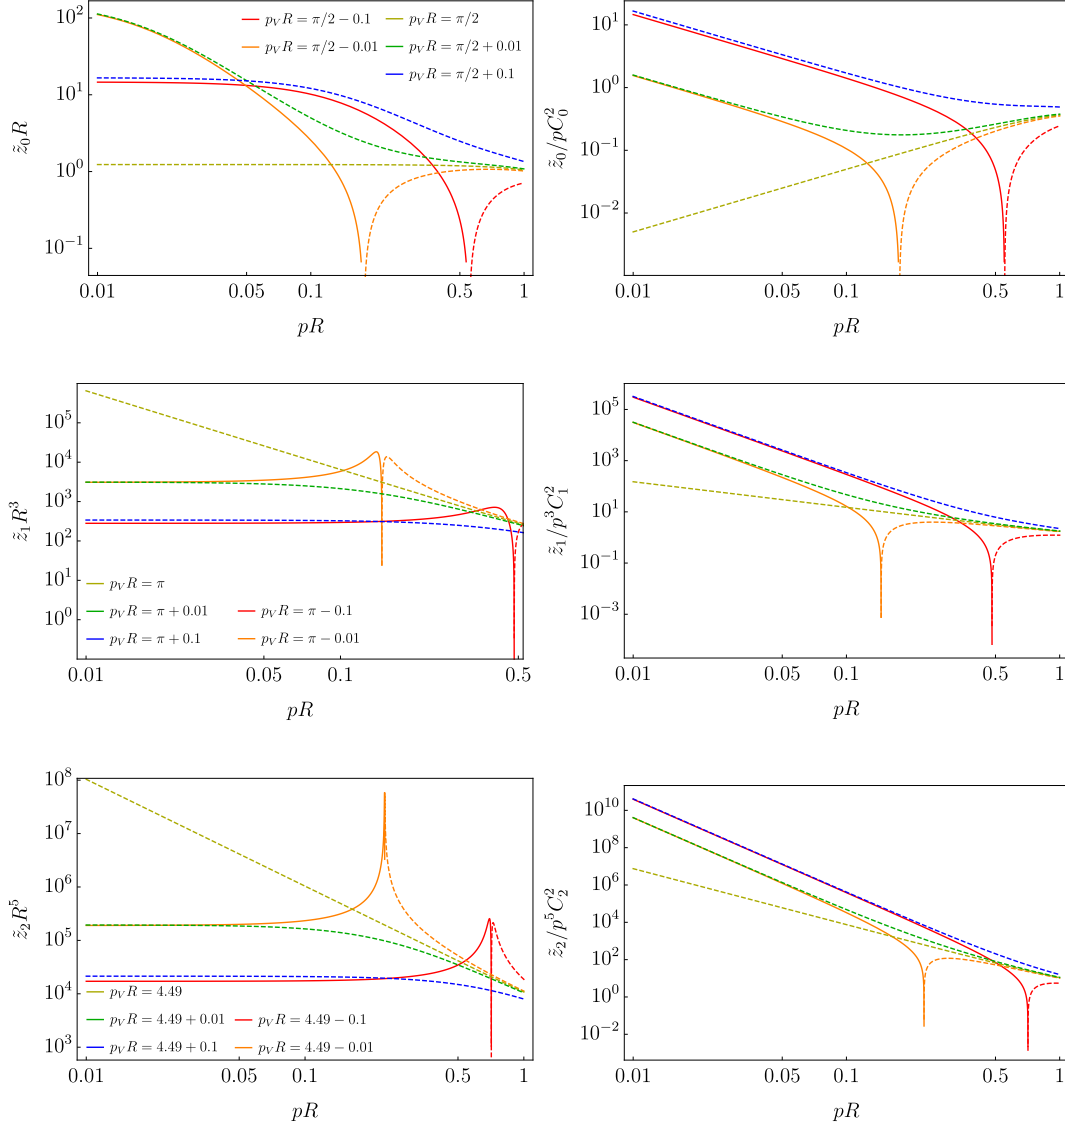 p_V R = π/2 − 0.1
p_V R = π/2
p_V R = π/2 − 0.01
p_V R = π/2 + 0.01
p_V R = π/2 + 0.1
10^2
10^1
10^0
10^−1
z̃_0 R
0.01
0.05
0.1
0.5
1
pR
10^1
10^0
10^−1
10^−2
z̃_0/pC_0^2
0.01
0.05
0.1
0.5
1
pR
10^5
10^4
10^3
10^2
10^1
10^0
z̃_1 R^3
p_V R = π
p_V R = π + 0.01
p_V R = π − 0.1
p_V R = π + 0.1
p_V R = π − 0.01
0.01
0.05
0.1
0.5
pR
10^5
10^3
10^1
10^−1
10^−3
z̃_1/p^3 C_1^2
0.01
0.05
0.1
0.5
1
pR
10^8
10^7
10^6
10^5
10^4
10^3
z̃_2 R^5
p_V R = 4.49
p_V R = 4.49 + 0.01
p_V R = 4.49 − 0.1
p_V R = 4.49 + 0.1
p_V R = 4.49 − 0.01
0.01
0.05
0.1
0.5
1
pR
10^10
10^8
10^6
10^4
10^2
10^0
10^−2
z̃_2/p^5 C_2^2
0.01
0.05
0.1
0.5
1
pR